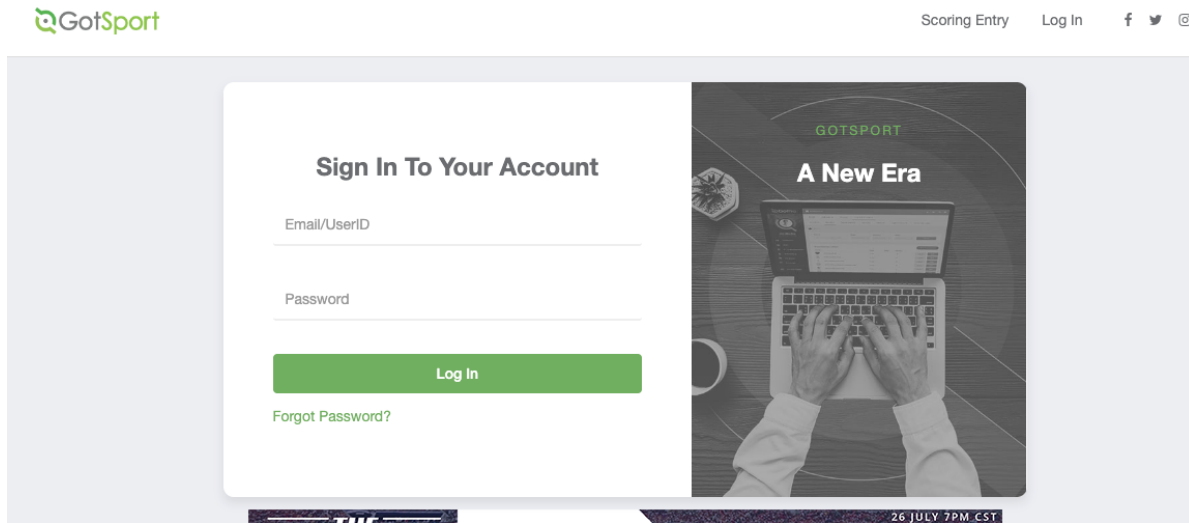 GotSport
Scoring Entry Log In
GOTSPORT
A New Era
Sign In To Your Account
Email/UserID
Password
Log In
Forgot Password?
THE
26 JULY 7PM CST